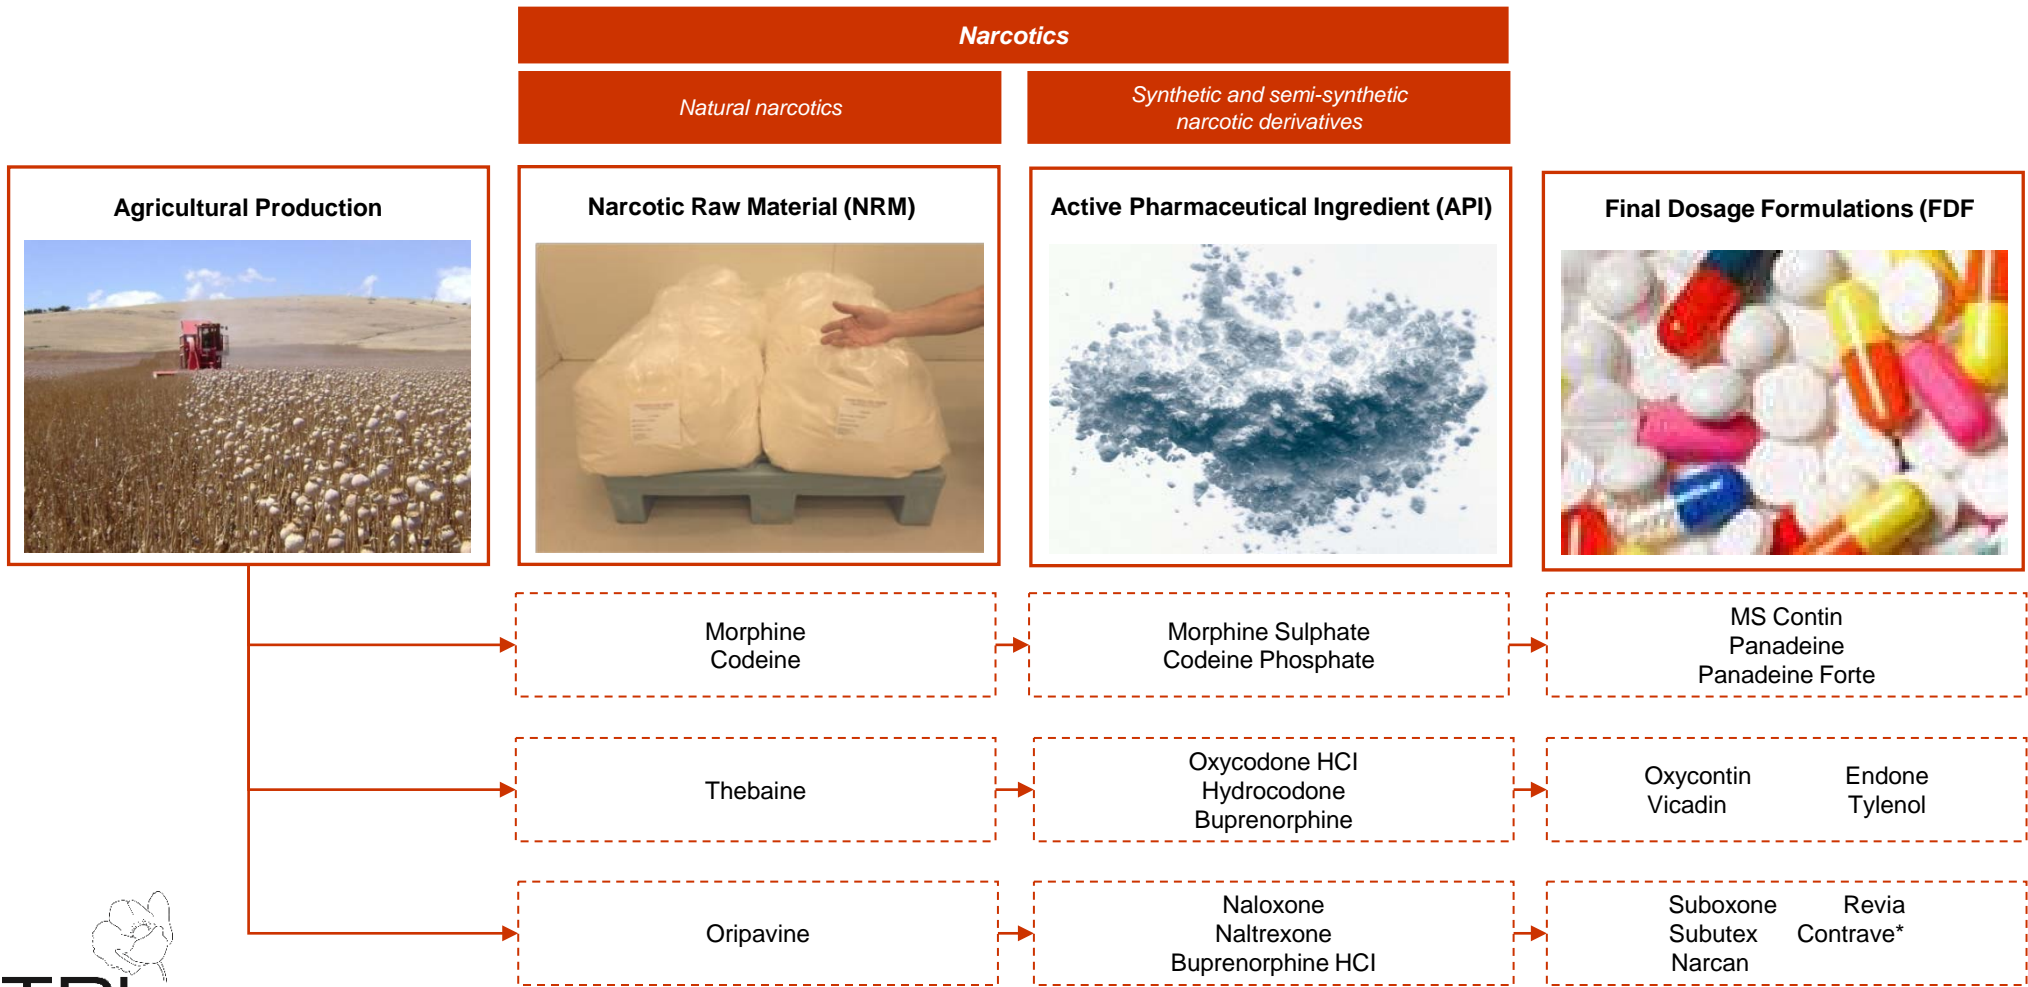 Narcotics
Natural narcotics
Synthetic and semi-synthetic
narcotic derivatives
Agricultural Production
Narcotic Raw Material (NRM)
Active Pharmaceutical Ingredient (API)
Final Dosage Formulations (FDF
Morphine
Codeine
Morphine Sulphate
Codeine Phosphate
MS Contin
Panadeine
Panadeine Forte
Thebaine
Oxycodone HCI
Hydrocodone
Buprenorphine
Oxycontin Endone
Vicadin Tylenol
Oripavine
Naloxone
Naltrexone
Buprenorphine HCI
Suboxone Revia
Subutex Contrave*
Narcan